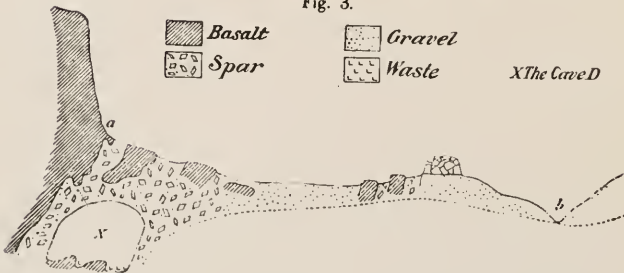 Fig. 3.
Basalt
Gravel
Spar
Waste
X The Cave D
a
b
X